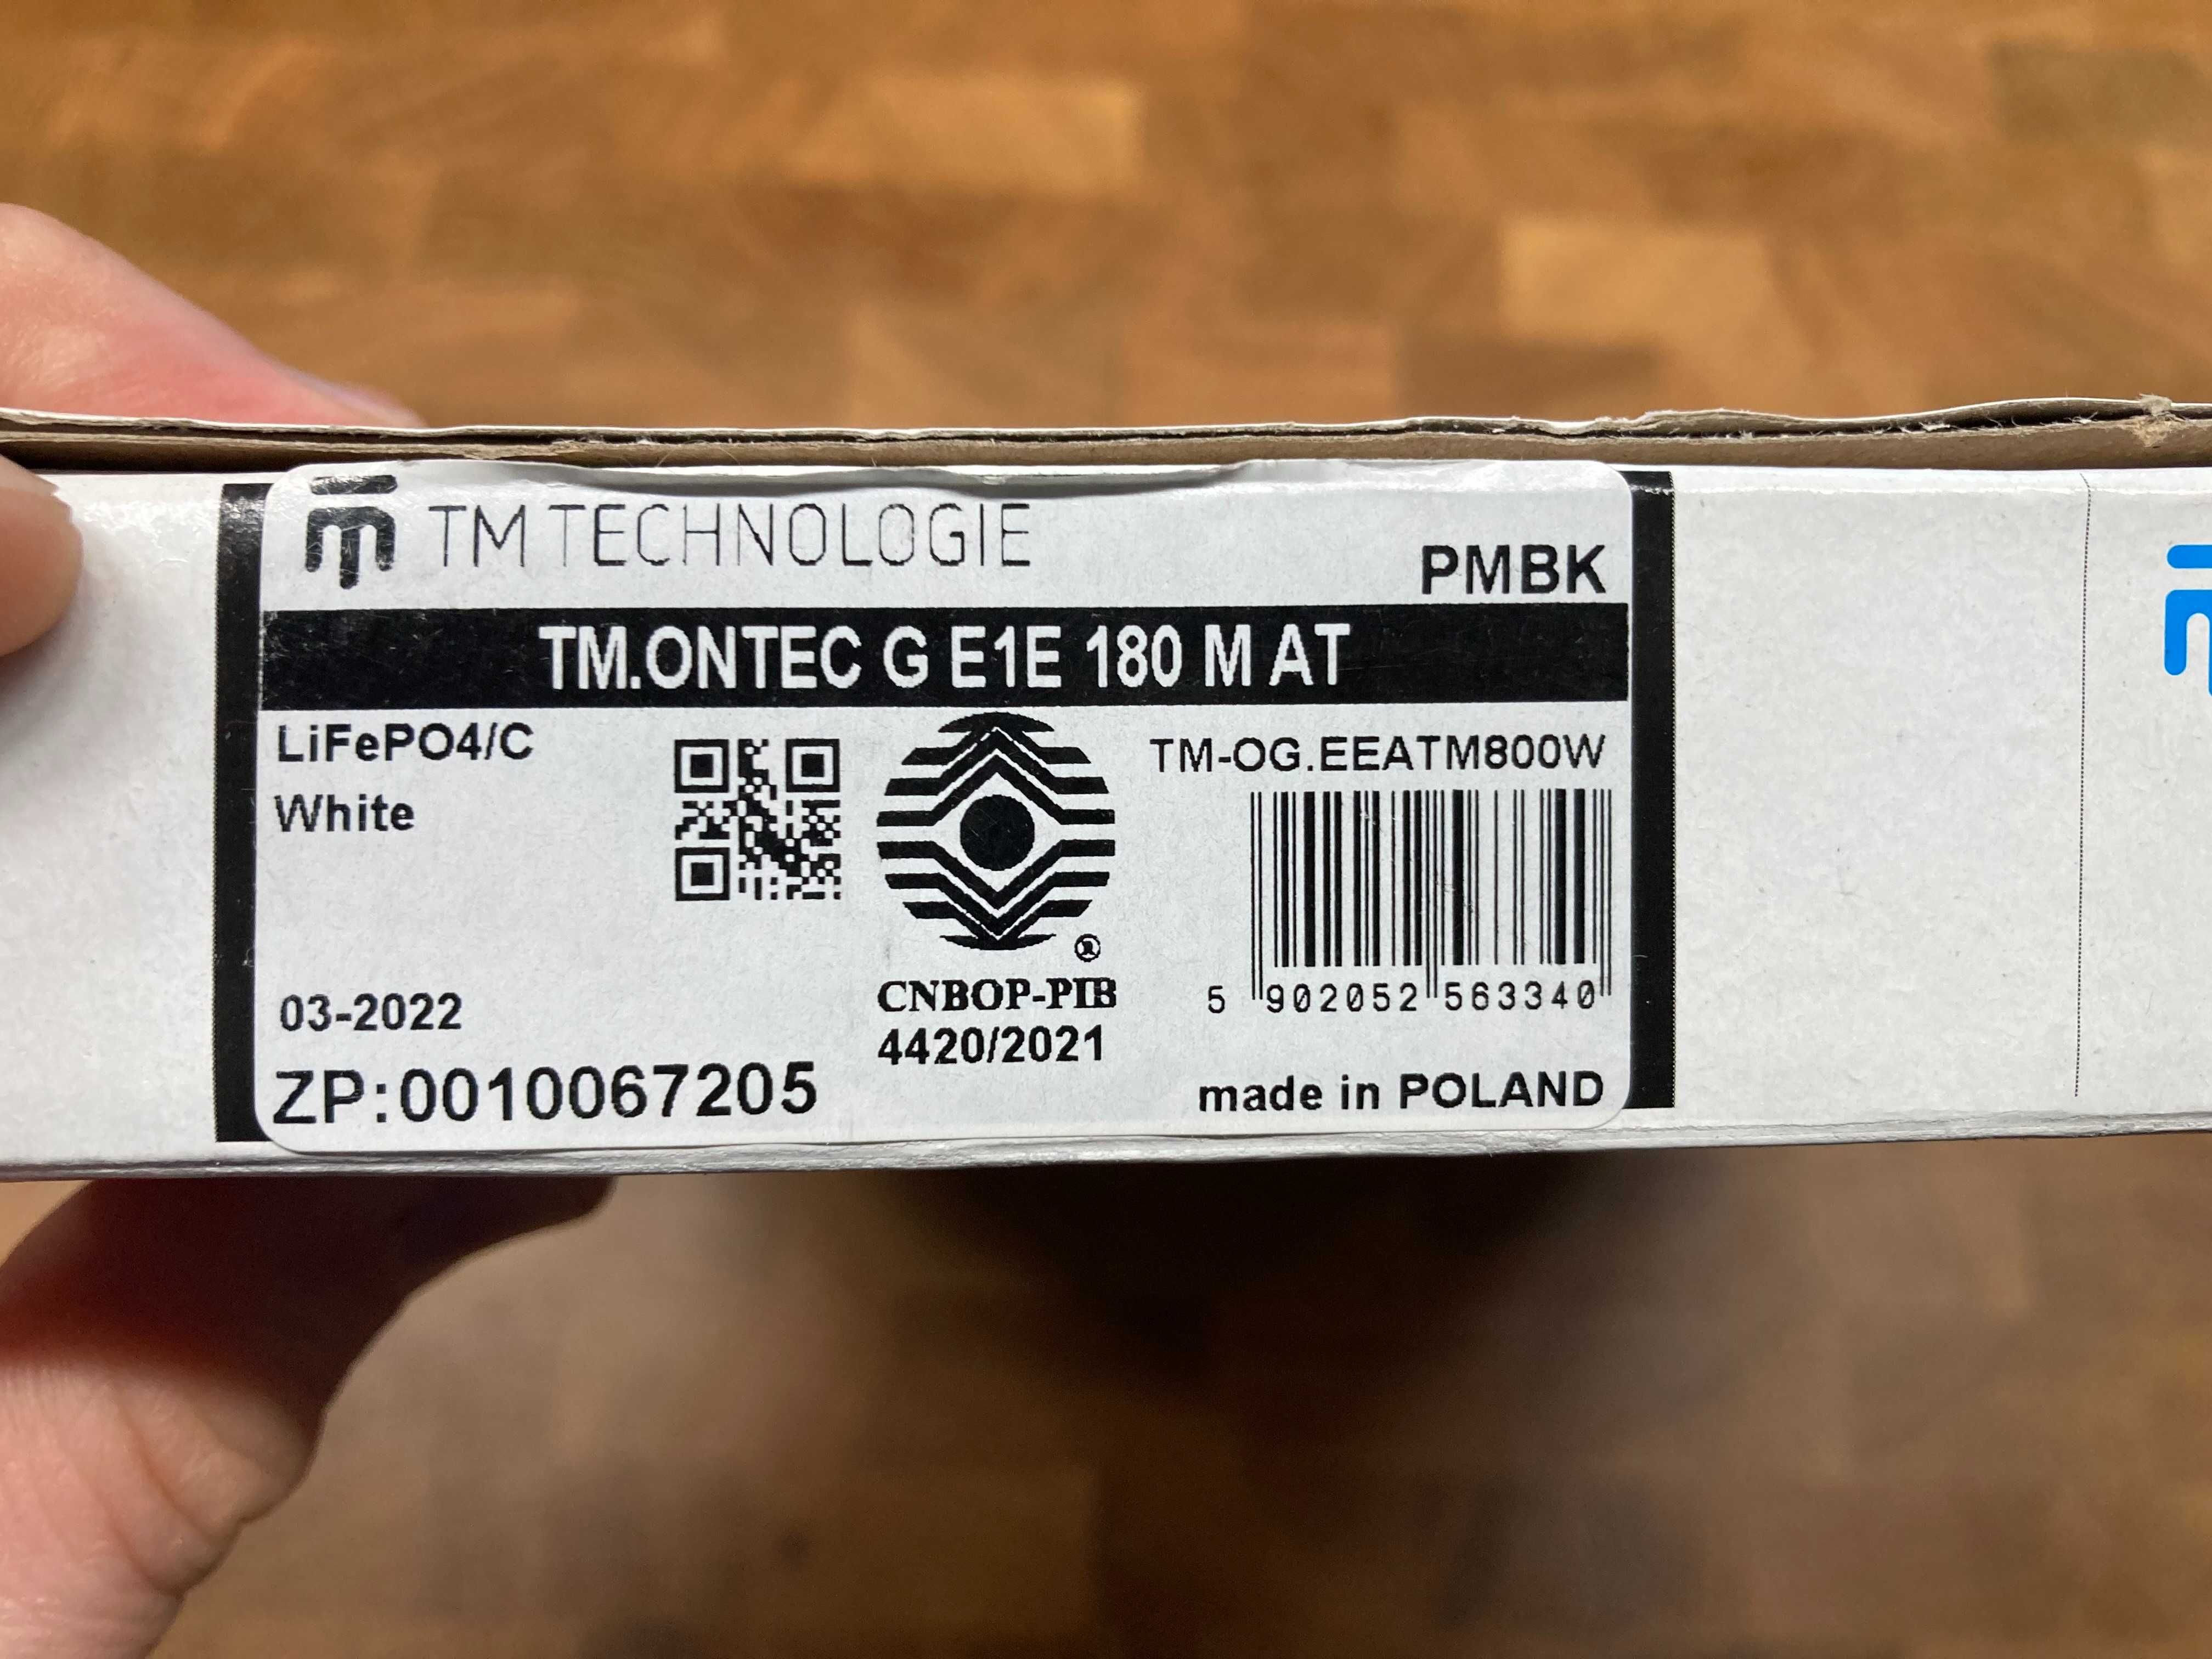 TM TECHNOLOGIE
PMBK
TM.ONTEC G E1E 180 M AT
LiFePO4/C
White
03-2022
ZP:0010067205
®
CNBOP-PIB
4420/2021
TM-OG.EEATM800W
5 902052 563340
made in POLAND